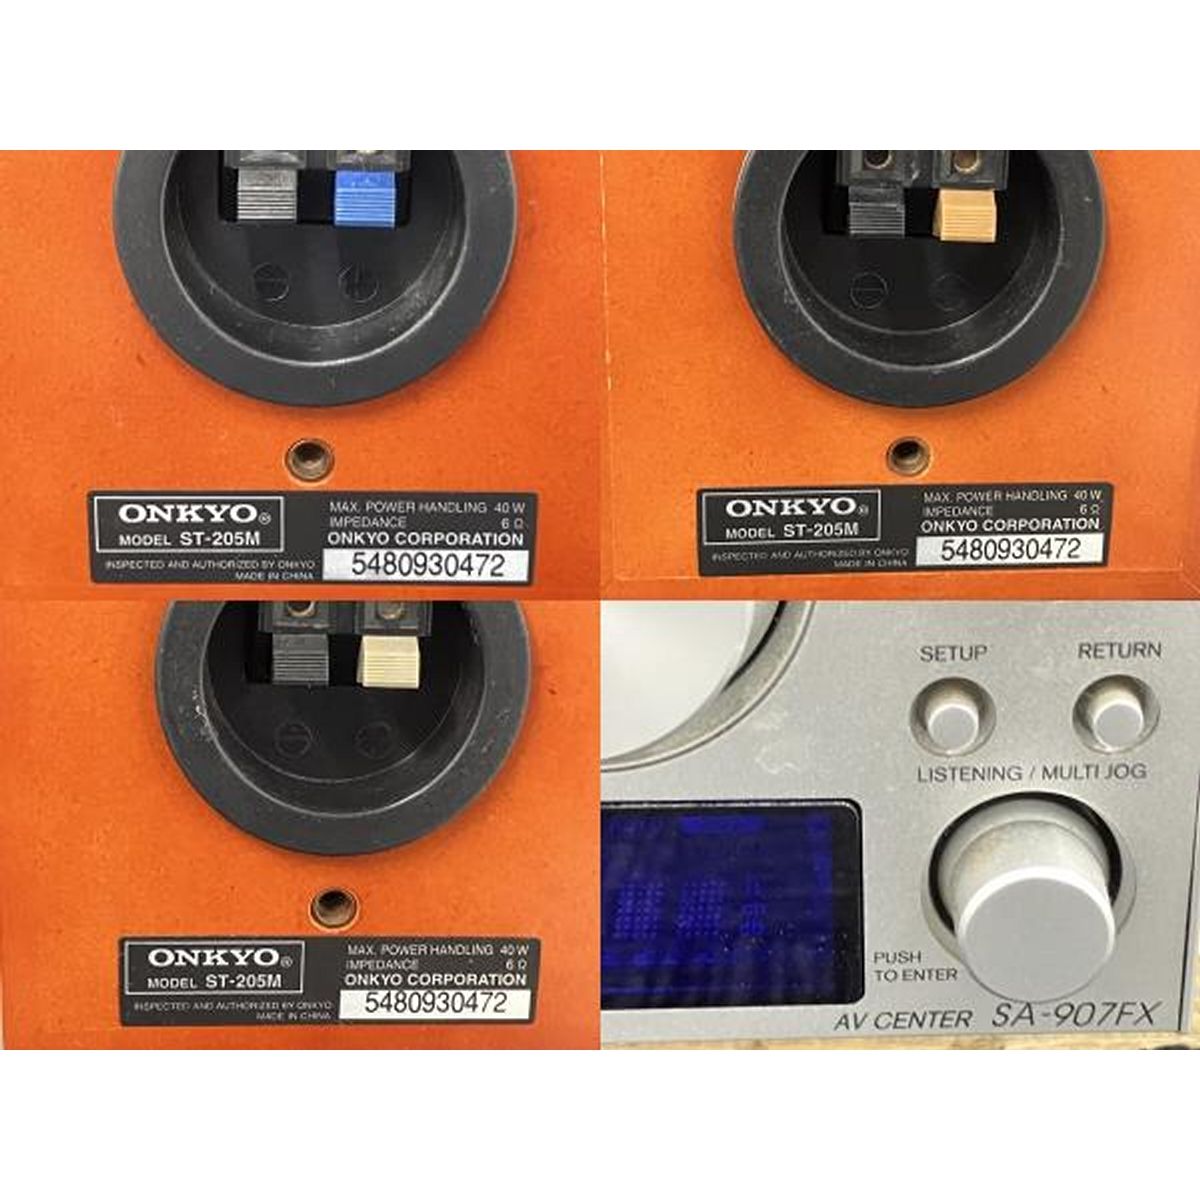 ONKYO®
MODEL ST-205M
MAX. POWER HANDLING 40 W
IMPEDANCE 6 Ω
ONKYO CORPORATION
INSPECTED AND AUTHORIZED BY ONKYO
MADE IN CHINA
5480930472
ONKYO®
MODEL ST-205M
MAX. POWER HANDLING 40 W
IMPEDANCE 6 Ω
ONKYO CORPORATION
INSPECTED AND AUTHORIZED BY ONKYO
MADE IN CHINA
5480930472
ONKYO®
MODEL ST-205M
MAX. POWER HANDLING 40 W
IMPEDANCE 6 Ω
ONKYO CORPORATION
INSPECTED AND AUTHORIZED BY ONKYO
MADE IN CHINA
5480930472
SETUP
RETURN
LISTENING / MULTI JOG
PUSH
TO ENTER
AV CENTER SA-907FX